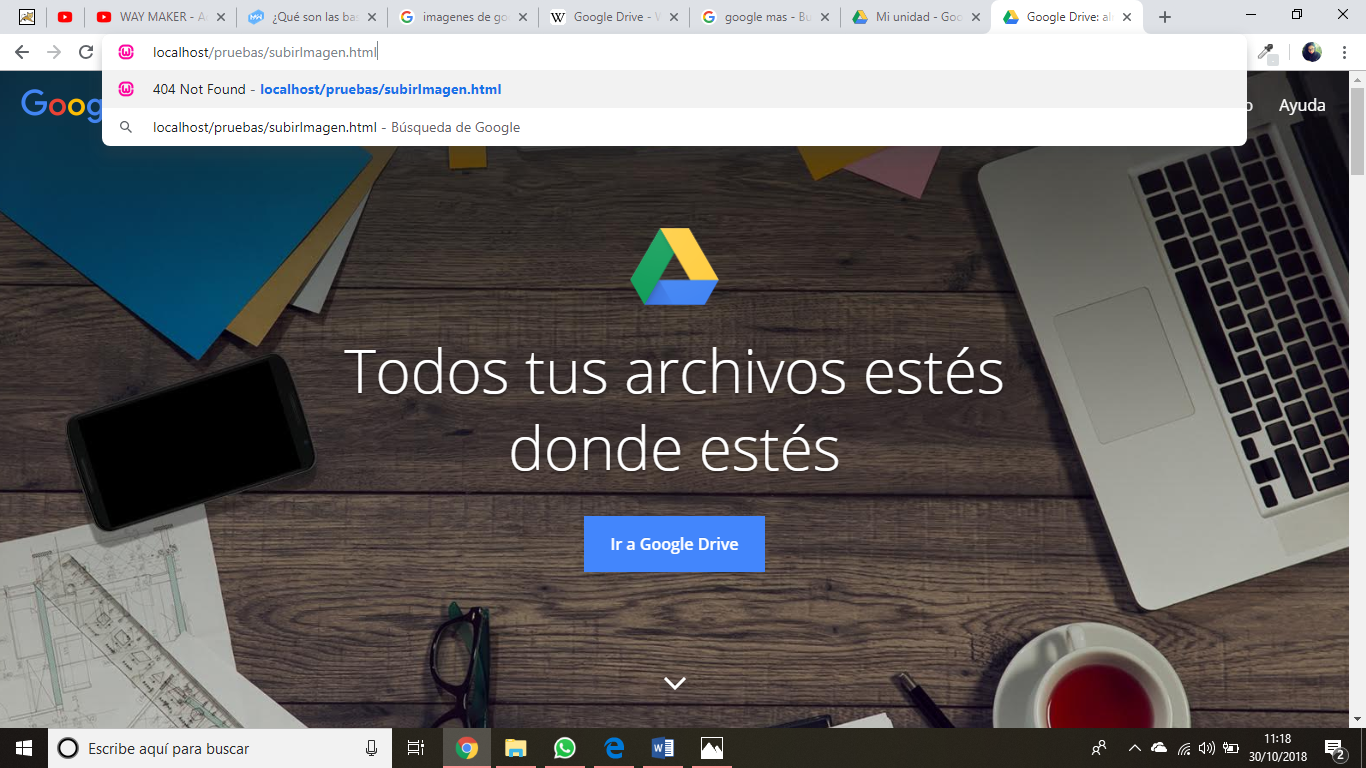 WAY MAKER - A
¿Qué son las ba
imagenes de go
Google Drive - W
google mas - Bu
Mi unidad - Goo
Google Drive: al
localhost/pruebas/subirImagen.html
404 Not Found - localhost/pruebas/subirImagen.html
localhost/pruebas/subirImagen.html - Búsqueda de Google
Goog
o Ayuda
Todos tus archivos estés
donde estés
Ir a Google Drive
Escribe aquí para buscar
11:18
30/10/2018
2